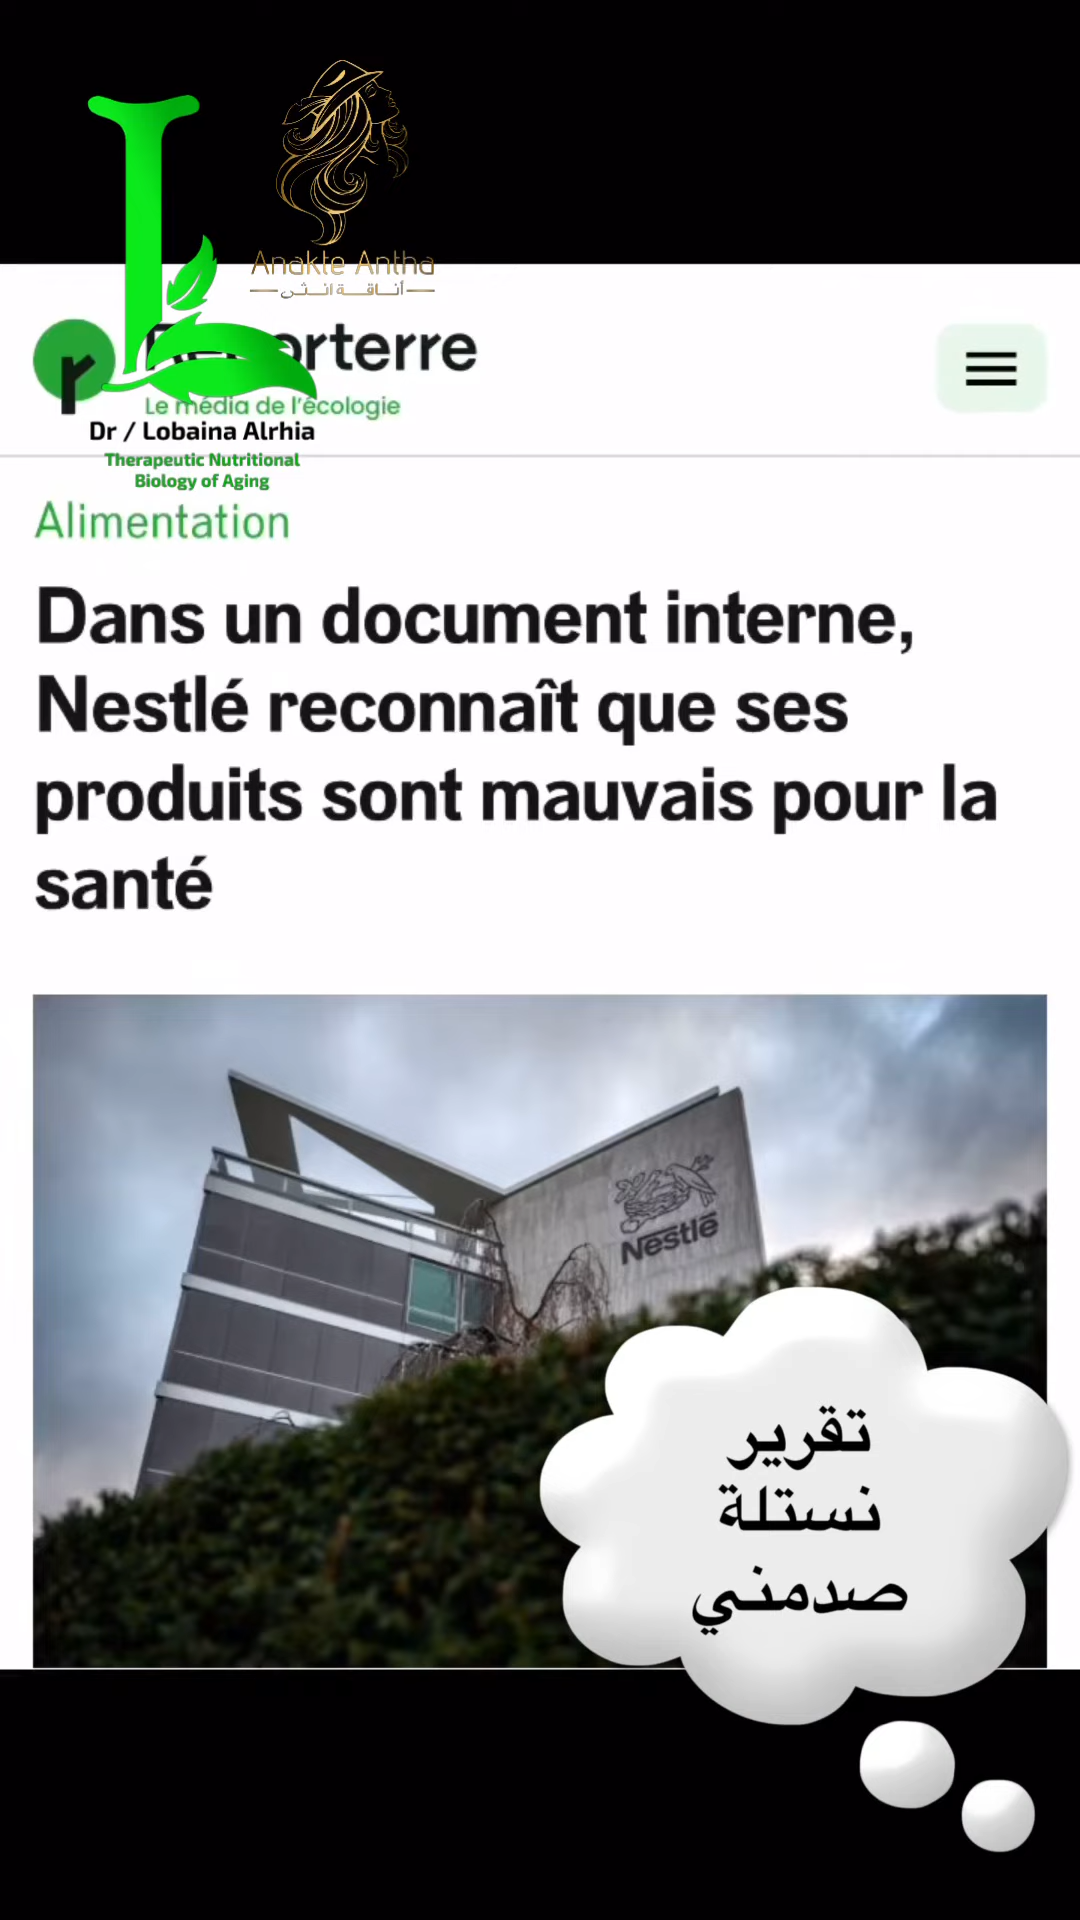 Anakte Antha
أناقة انثى
Reporterre
Le média de l'écologie
Dr / Lobaina Alrhia
Therapeutic Nutritional
Biology of Aging
Alimentation
Dans un document interne,
Nestlé reconnaît que ses
produits sont mauvais pour la
santé
Nestlé
تقرير
نستلة
صدمني